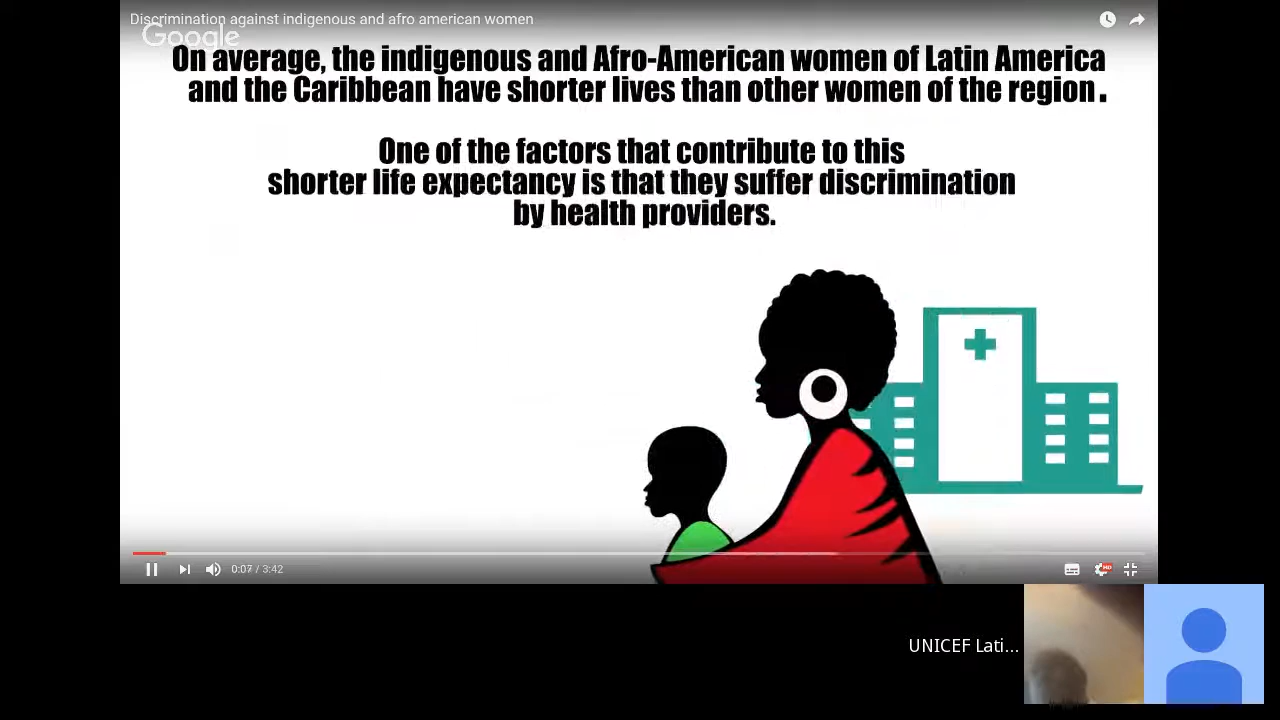 Discrimination against indigenous and afro american women
Google
On average, the indigenous and Afro-American women of Latin America
and the Caribbean have shorter lives than other women of the region.
One of the factors that contribute to this
shorter life expectancy is that they suffer discrimination
by health providers.
0:07 / 3:42
HD
UNICEF Lati...